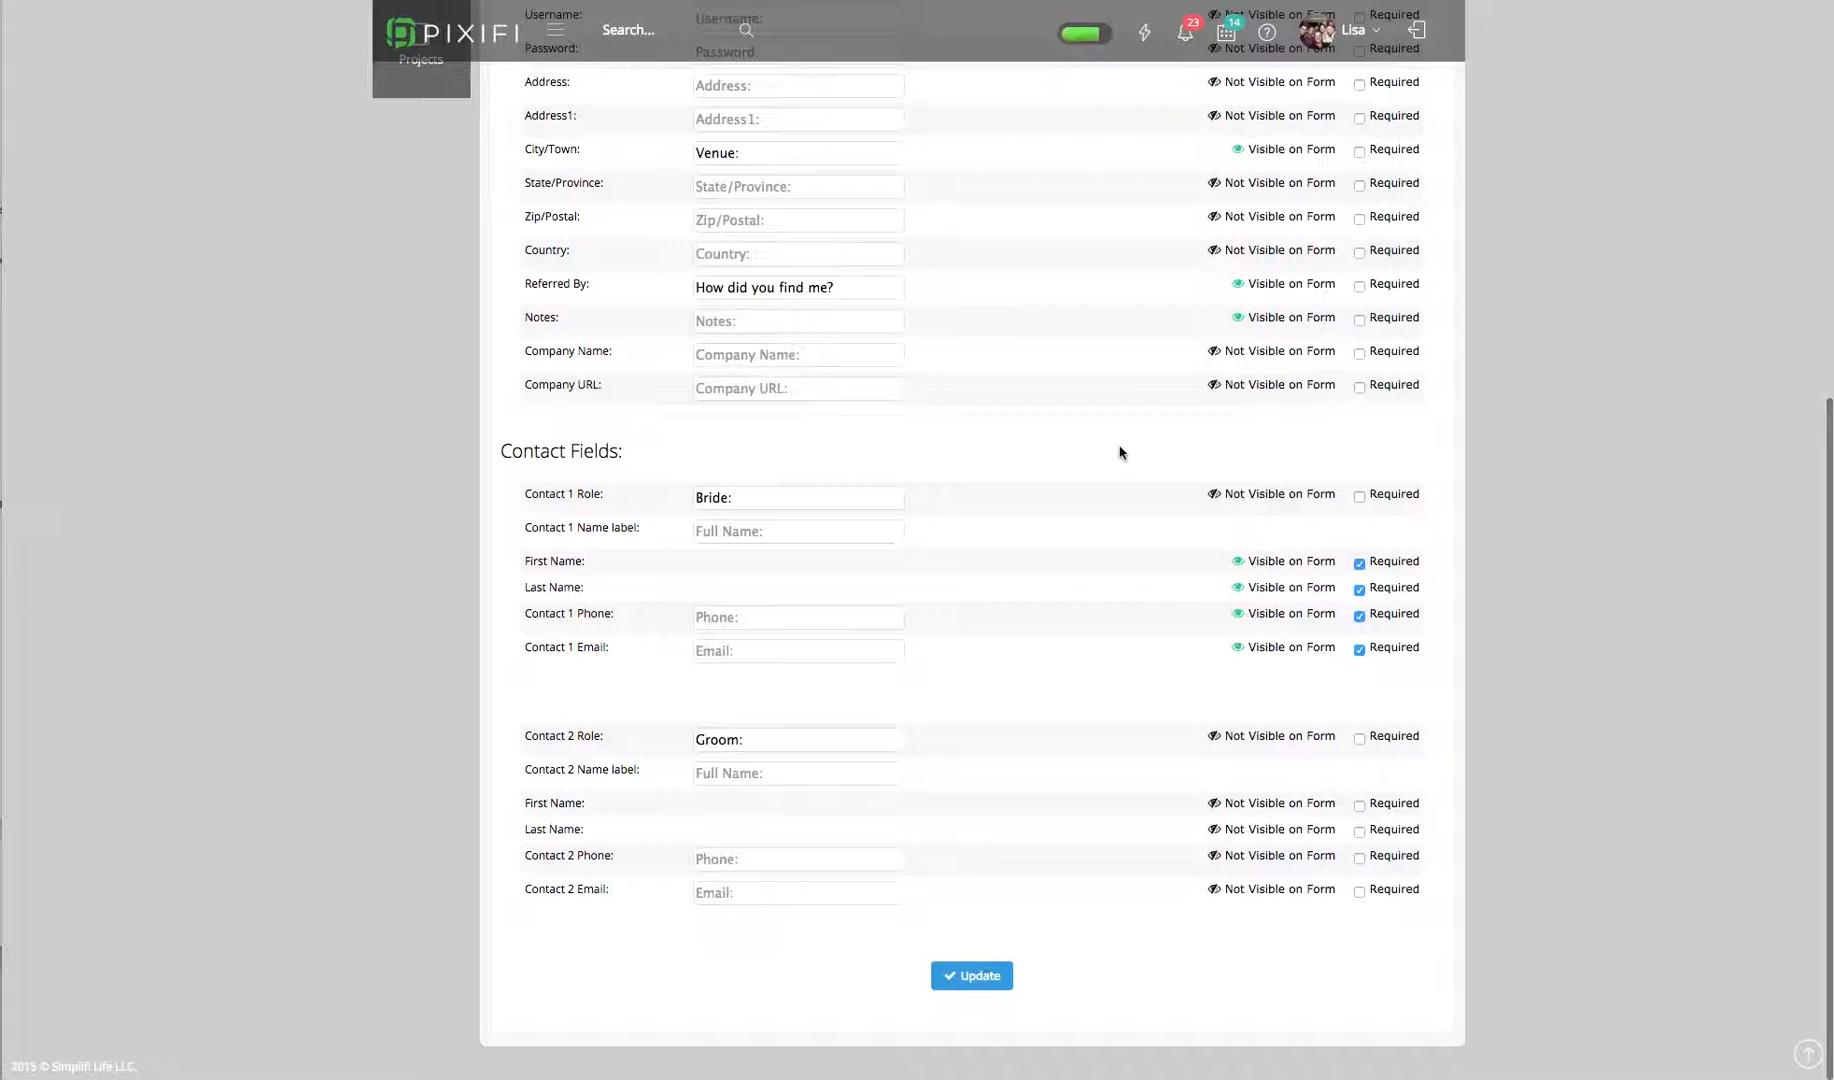 Username: Username: Not Visible on Form Required
PIXIFI Search... 23 14 Lisa
Password: Password Not Visible on Form Required
Projects
Address: Address: Not Visible on Form Required
Address1: Address1: Not Visible on Form Required
City/Town: Venue: Visible on Form Required
State/Province: State/Province: Not Visible on Form Required
Zip/Postal: Zip/Postal: Not Visible on Form Required
Country: Country: Not Visible on Form Required
Referred By: How did you find me? Visible on Form Required
Notes: Notes: Visible on Form Required
Company Name: Company Name: Not Visible on Form Required
Company URL: Company URL: Not Visible on Form Required
Contact Fields:
Contact 1 Role: Bride: Not Visible on Form Required
Contact 1 Name label: Full Name:
First Name: Visible on Form Required
Last Name: Visible on Form Required
Contact 1 Phone: Phone: Visible on Form Required
Contact 1 Email: Email: Visible on Form Required
Contact 2 Role: Groom: Not Visible on Form Required
Contact 2 Name label: Full Name:
First Name: Not Visible on Form Required
Last Name: Not Visible on Form Required
Contact 2 Phone: Phone: Not Visible on Form Required
Contact 2 Email: Email: Not Visible on Form Required
Update
2015 © Simplifi Life LLC.